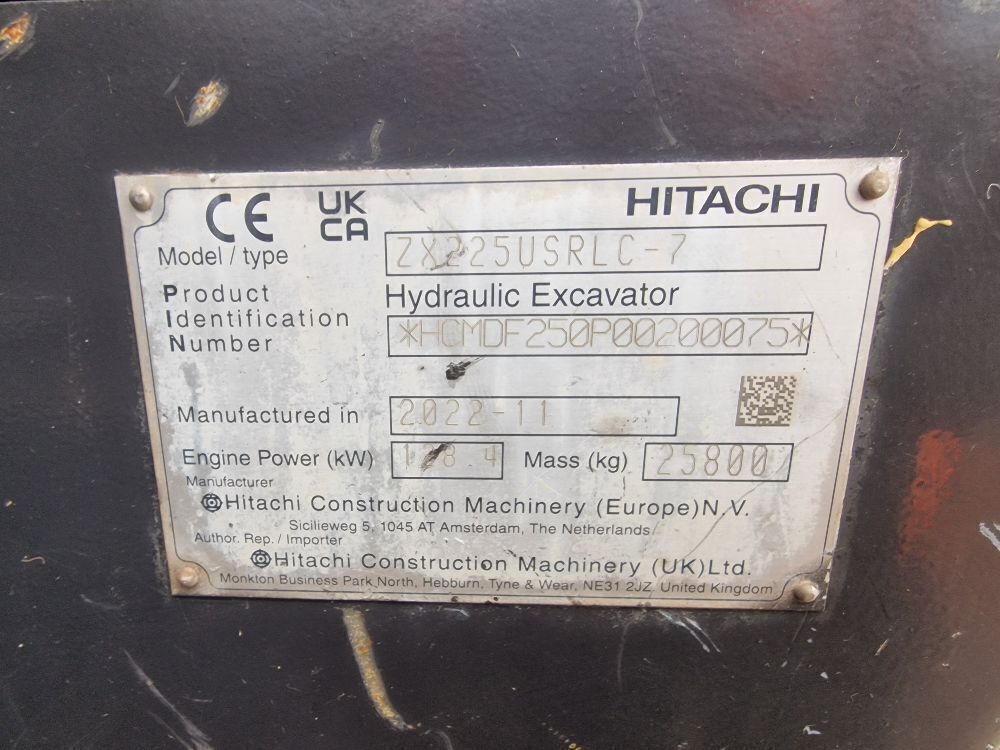 CE UK CA HITACHI
Model / type ZX225USRLC-7
Product Hydraulic Excavator
Identification
Number *HCMDF250P00200075*
Manufactured in 2022-11
Engine Power (kW) Mass (kg) 25800
Manufacturer
Hitachi Construction Machinery (Europe)N.V.
Sicilieweg 5, 1045 AT Amsterdam, The Netherlands
Author. Rep. / Importer
Hitachi Construction Machinery (UK)Ltd.
Monkton Business Park North, Hebburn, Tyne & Wear, NE31 2JZ United Kingdom